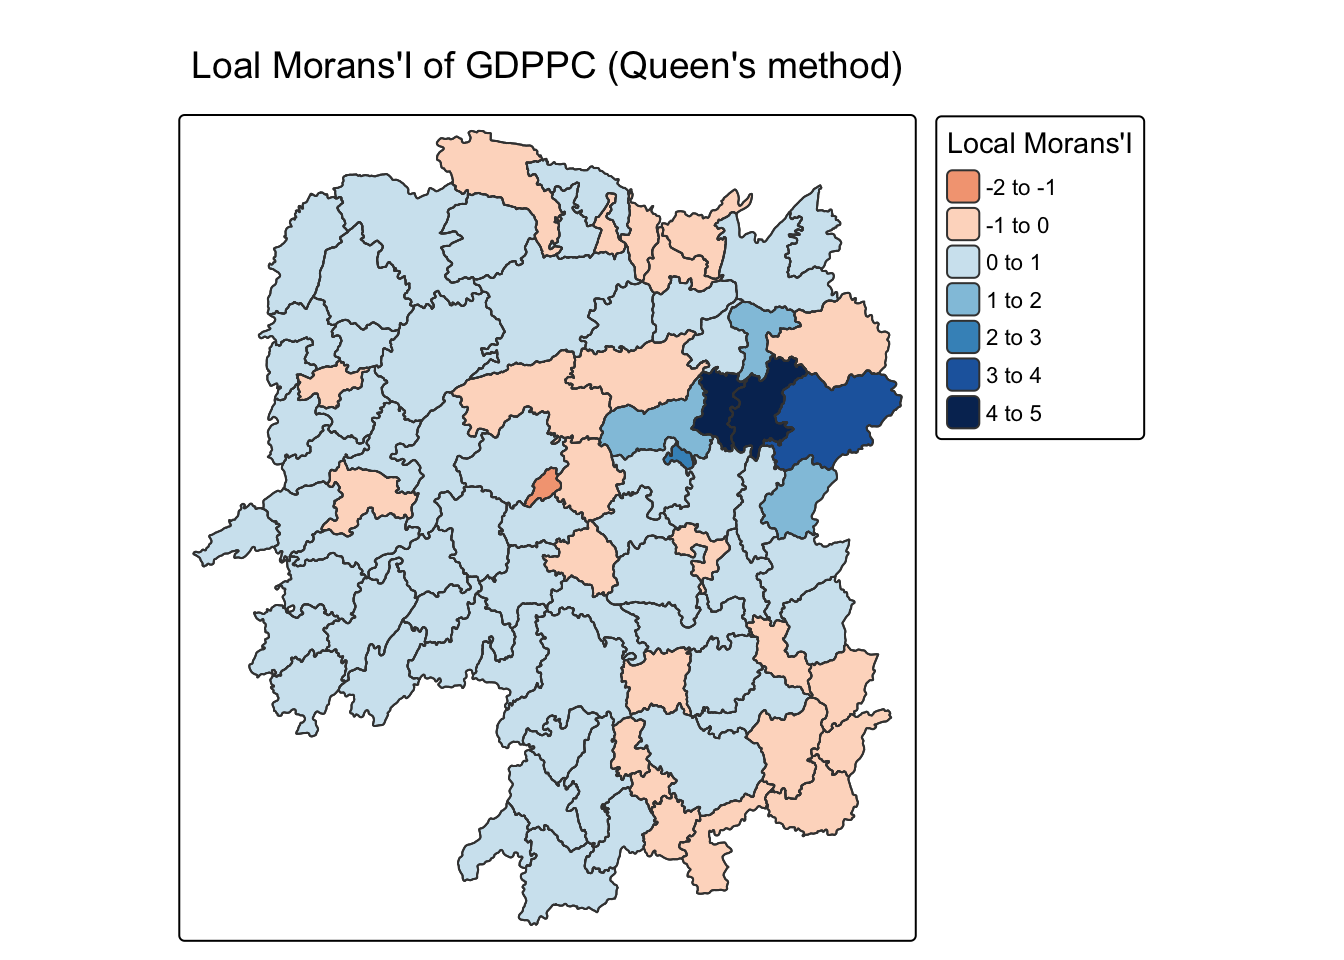 Loal Morans'I of GDPPC (Queen's method)
Local Morans'I
-2 to -1
-1 to 0
0 to 1
1 to 2
2 to 3
3 to 4
4 to 5